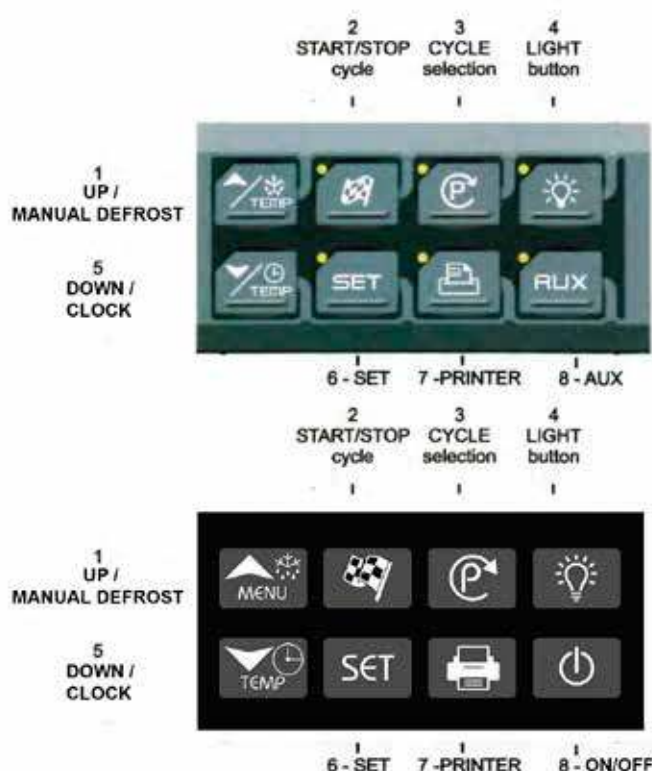 2 3 4
START/STOP CYCLE LIGHT
cycle selection button
1
UP /
MANUAL DEFROST
TEMP P
5
DOWN /
CLOCK
TEMP SET AUX
6 - SET 7 -PRINTER 8 - AUX
2 3 4
START/STOP CYCLE LIGHT
cycle selection button
1
UP /
MANUAL DEFROST
MENU P
5
DOWN /
CLOCK
TEMP SET
6 - SET 7 -PRINTER 8 - ON/OFF